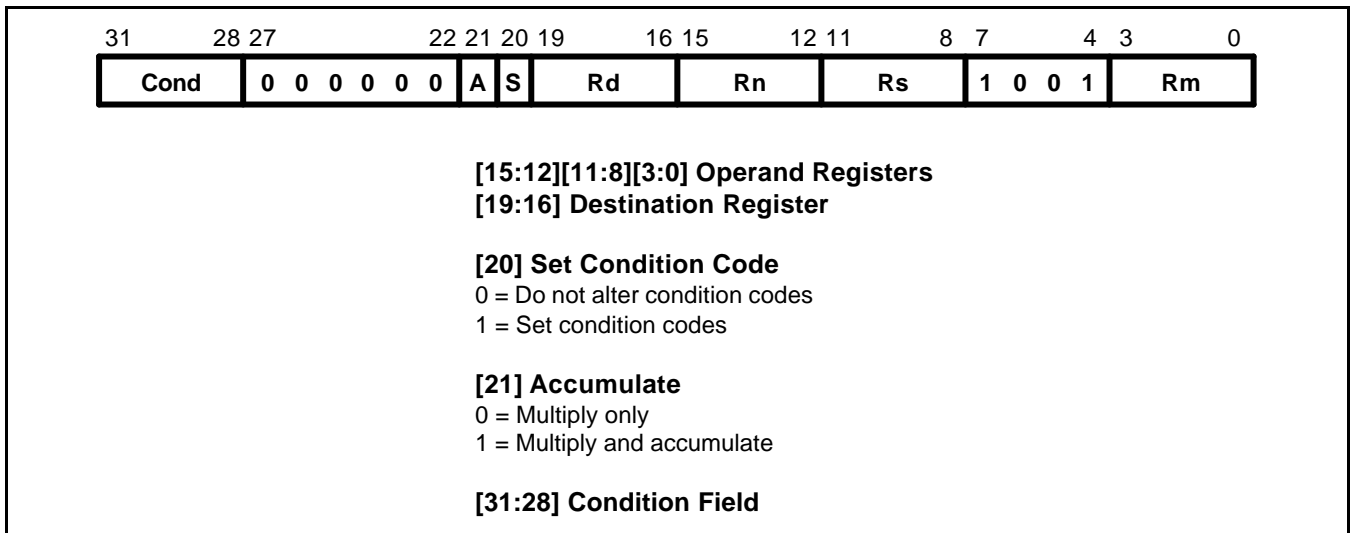 31 28 27 22 21 20 19 16 15 12 11 8 7 4 3 0
Cond 0 0 0 0 0 0 A S Rd Rn Rs 1 0 0 1 Rm
[15:12][11:8][3:0] Operand Registers
[19:16] Destination Register
[20] Set Condition Code
0 = Do not alter condition codes
1 = Set condition codes
[21] Accumulate
0 = Multiply only
1 = Multiply and accumulate
[31:28] Condition Field